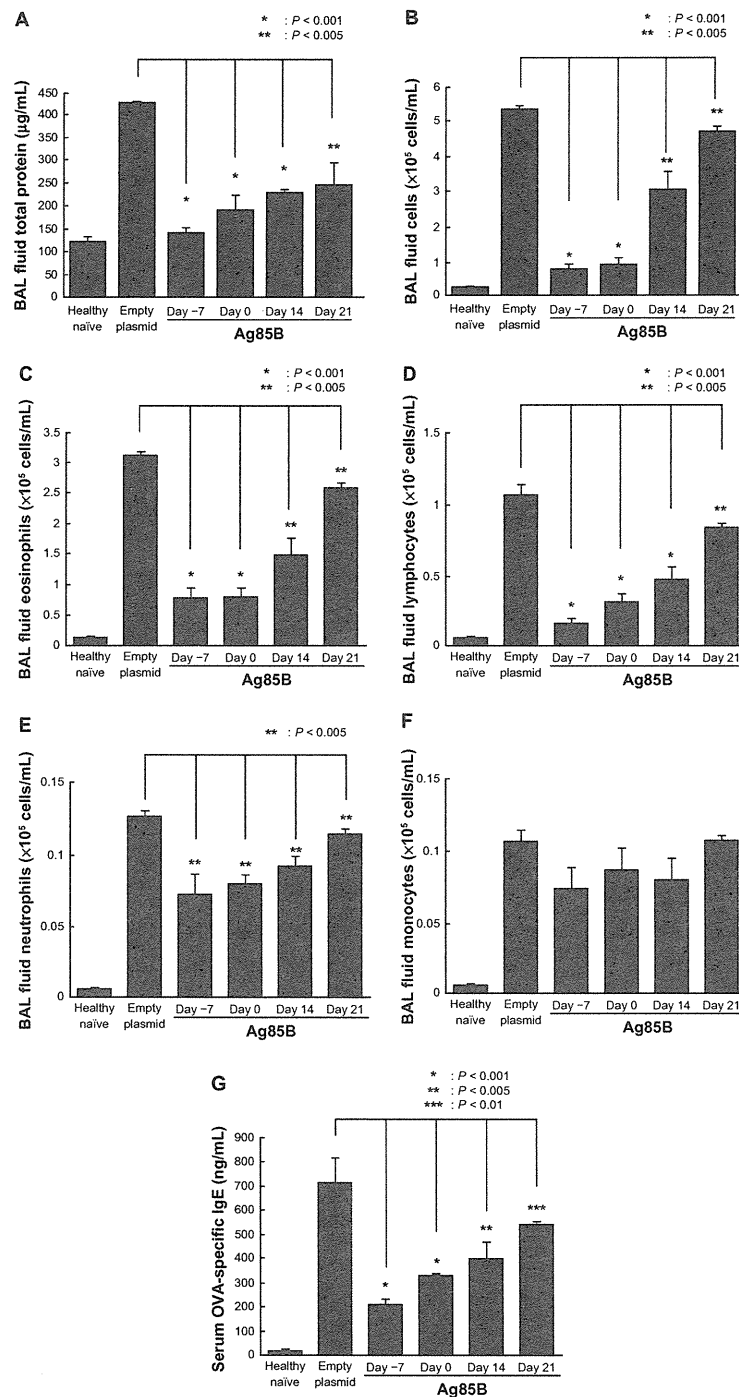 A
* : P < 0.001
** : P < 0.005
BAL fluid total protein (µg/mL)
450
400
350
300
250
200
150
100
50
0
* * * **
Healthy naïve
Empty plasmid
Day −7
Day 0
Day 14
Day 21
Ag85B
B
* : P < 0.001
** : P < 0.005
BAL fluid cells (×10⁵ cells/mL)
6
5
4
3
2
1
0
* * ** **
Healthy naïve
Empty plasmid
Day −7
Day 0
Day 14
Day 21
Ag85B
C
* : P < 0.001
** : P < 0.005
BAL fluid eosinophils (×10⁵ cells/mL)
3.5
3
2.5
2
1.5
1
0.5
0
* * ** **
Healthy naïve
Empty plasmid
Day −7
Day 0
Day 14
Day 21
Ag85B
D
* : P < 0.001
** : P < 0.005
BAL fluid lymphocytes (×10⁵ cells/mL)
1.5
1
0.5
0
* * * **
Healthy naïve
Empty plasmid
Day −7
Day 0
Day 14
Day 21
Ag85B
E
** : P < 0.005
BAL fluid neutrophils (×10⁵ cells/mL)
0.15
0.1
0.05
0
** ** ** **
Healthy naïve
Empty plasmid
Day −7
Day 0
Day 14
Day 21
Ag85B
F
BAL fluid monocytes (×10⁵ cells/mL)
0.15
0.1
0.05
0
Healthy naïve
Empty plasmid
Day −7
Day 0
Day 14
Day 21
Ag85B
G
* : P < 0.001
** : P < 0.005
*** : P < 0.01
Serum OVA-specific IgE (ng/mL)
900
800
700
600
500
400
300
200
100
0
* * ** ***
Healthy naïve
Empty plasmid
Day −7
Day 0
Day 14
Day 21
Ag85B